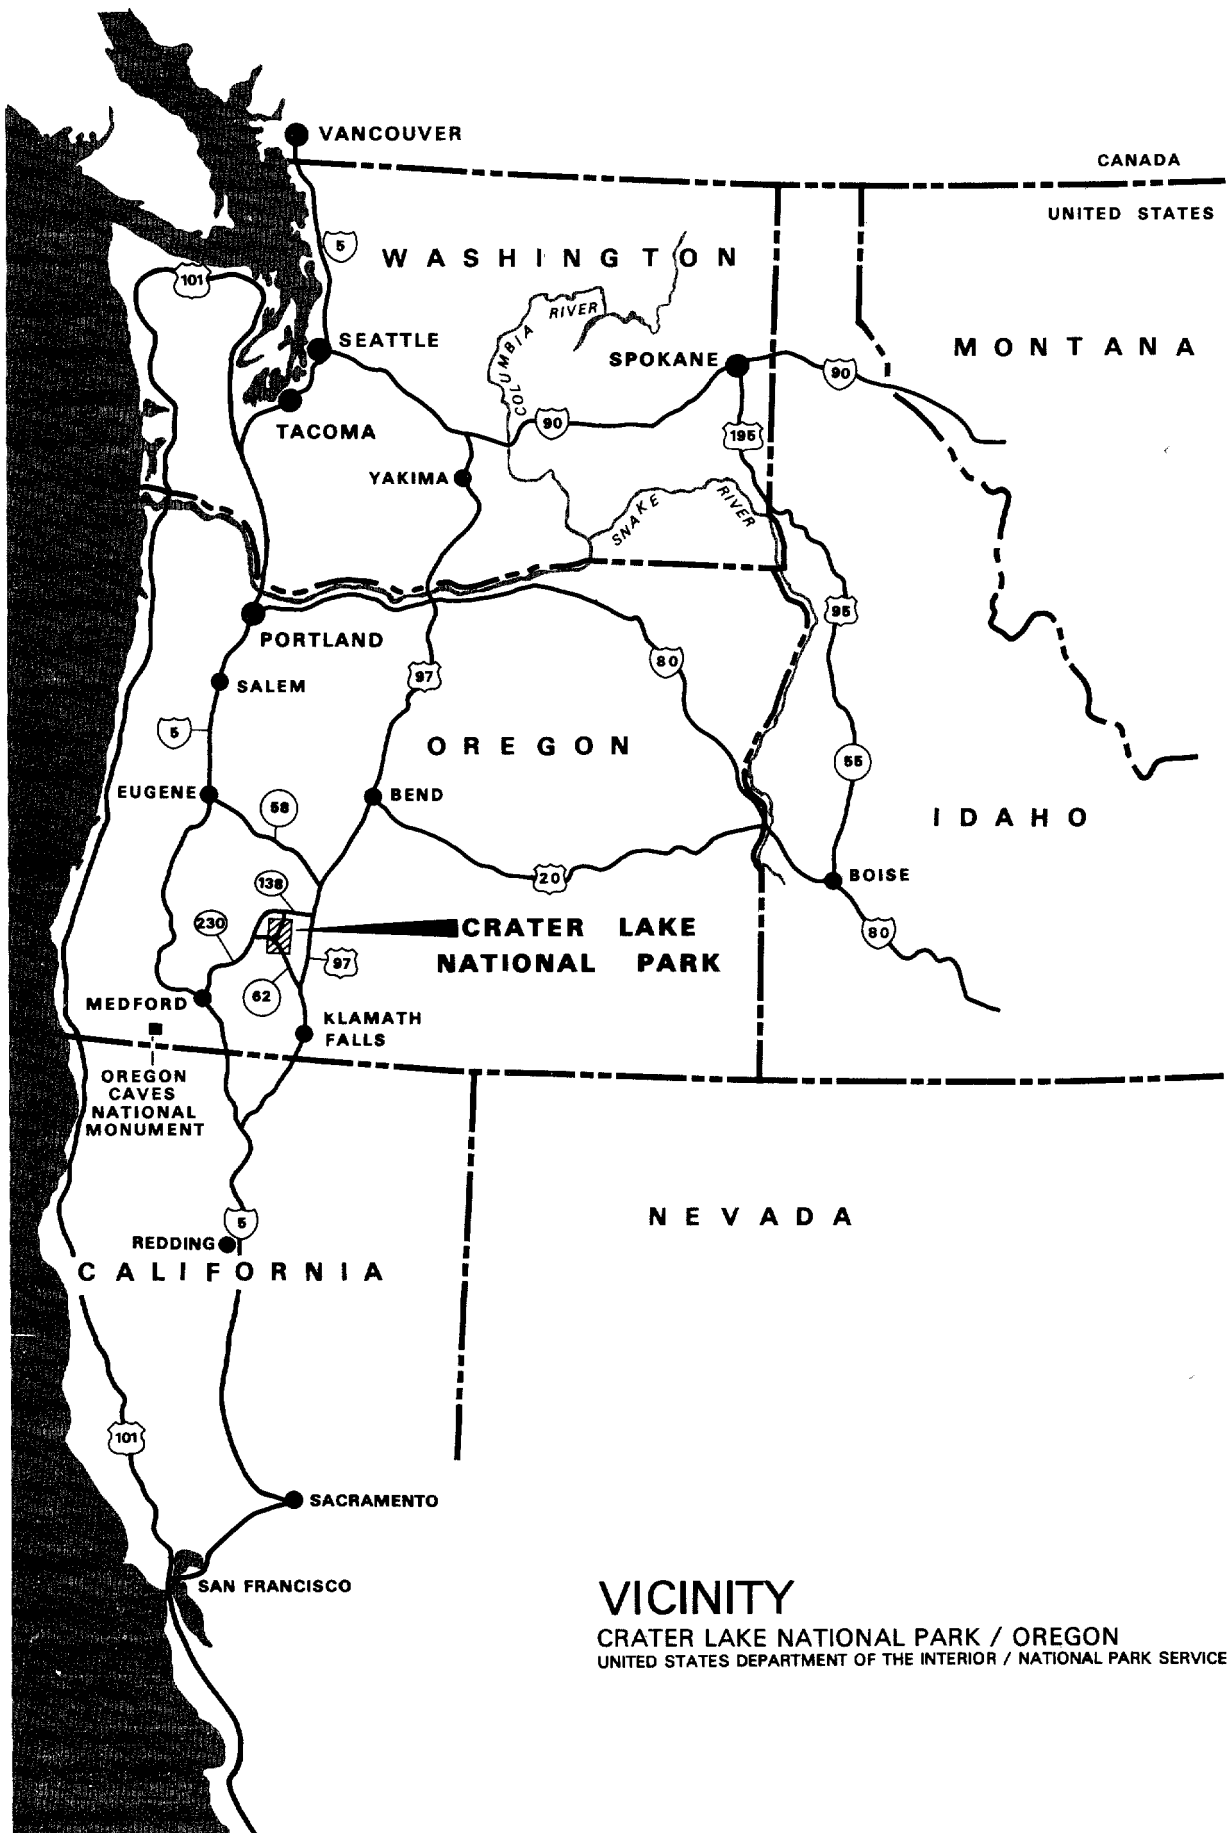 VANCOUVER
CANADA
UNITED STATES
5
WASHINGTON
101
RIVER
COLUMBIA
SEATTLE
MONTANA
SPOKANE
90
TACOMA
90
195
YAKIMA
SNAKE
RIVER
95
PORTLAND
80
97
SALEM
5
OREGON
55
EUGENE
58
BEND
IDAHO
138
20
BOISE
230
CRATER LAKE
NATIONAL PARK
80
97
62
MEDFORD
KLAMATH
FALLS
OREGON
CAVES
NATIONAL
MONUMENT
5
NEVADA
REDDING
CALIFORNIA
101
SACRAMENTO
SAN FRANCISCO
VICINITY
CRATER LAKE NATIONAL PARK / OREGON
UNITED STATES DEPARTMENT OF THE INTERIOR / NATIONAL PARK SERVICE